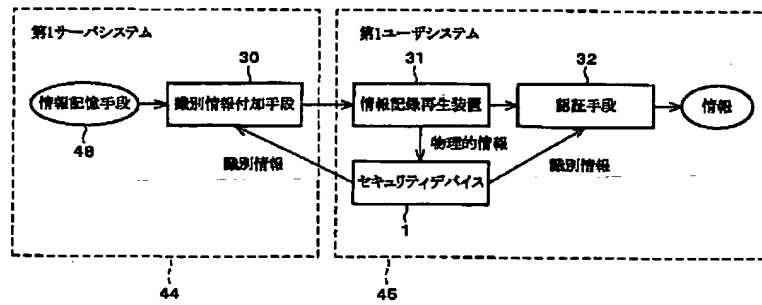 第1サーバシステム
第1ユーザシステム
30
31
32
情報記憶手段
識別情報付加手段
情報記録再生装置
認証手段
情報
48
物理的情報
識別情報
識別情報
セキュリティデバイス
1
44
45